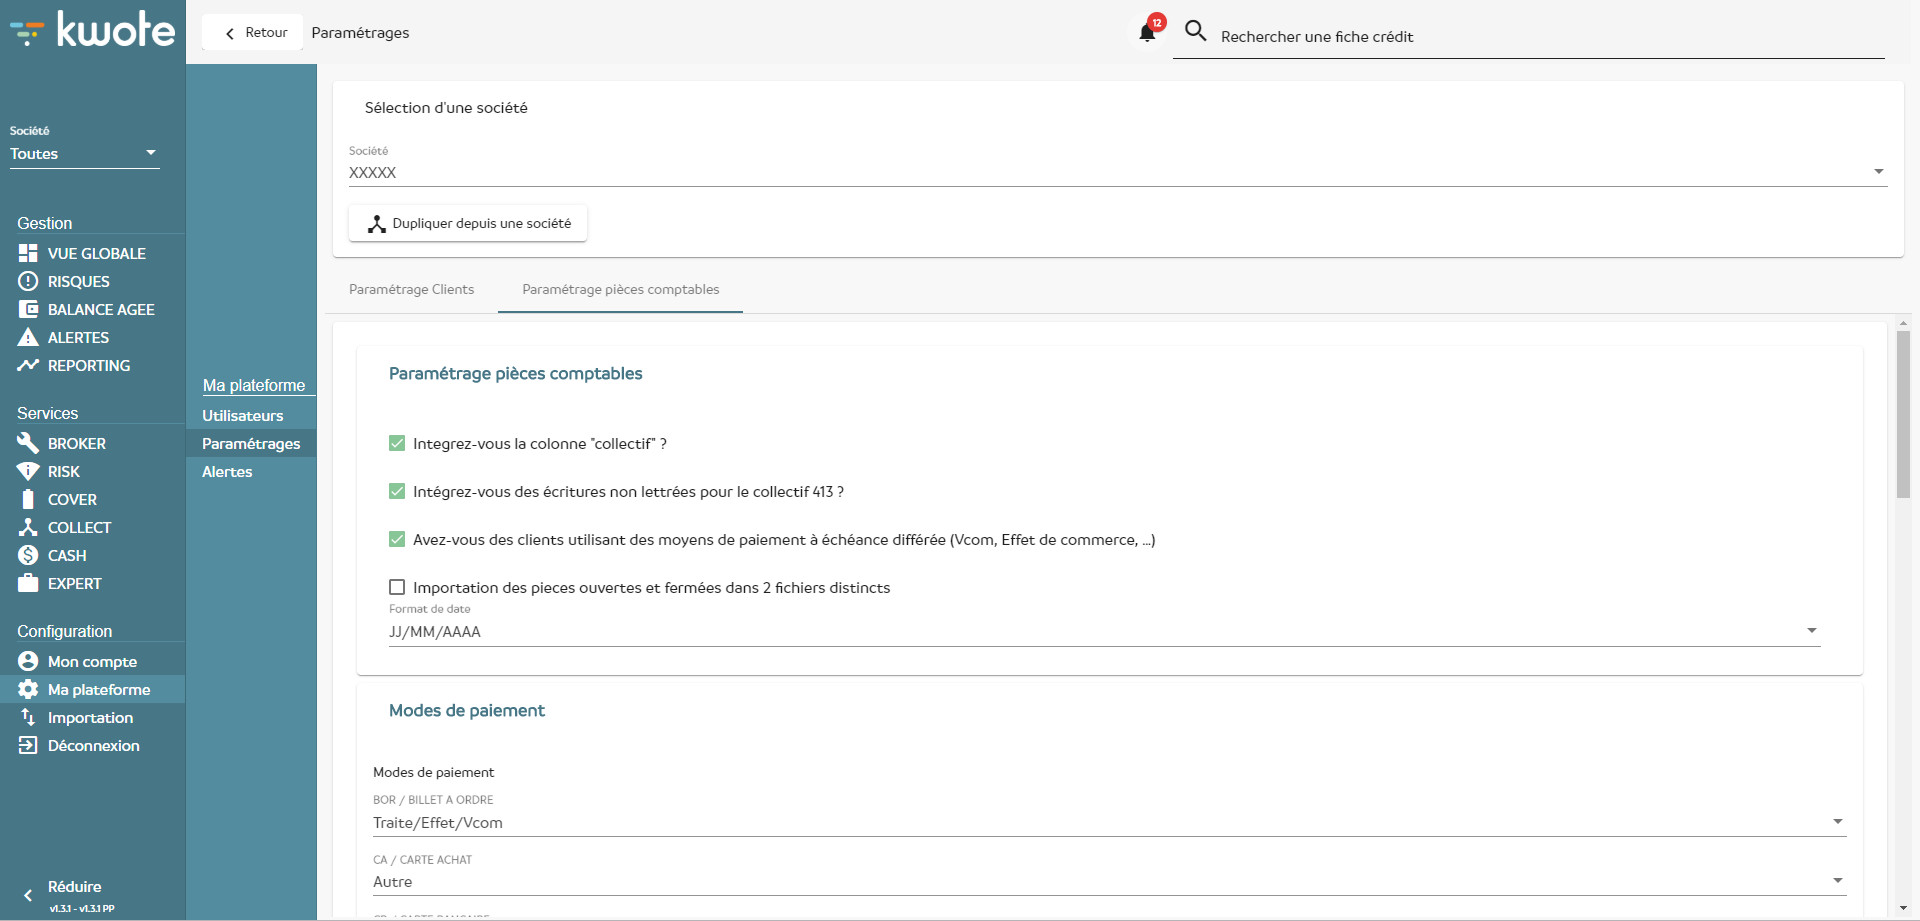 kwote
Retour
Paramétrages
12
Rechercher une fiche crédit
Société
Toutes
Gestion
VUE GLOBALE
RISQUES
BALANCE AGEE
ALERTES
REPORTING
Services
BROKER
RISK
COVER
COLLECT
CASH
EXPERT
Configuration
Mon compte
Ma plateforme
Importation
Déconnexion
Réduire
v1.3.1 - v1.3.1 PP
Ma plateforme
Utilisateurs
Paramétrages
Alertes
Sélection d'une société
Société
XXXXX
Dupliquer depuis une société
Paramétrage Clients
Paramétrage pièces comptables
Paramétrage pièces comptables
Integrez-vous la colonne "collectif" ?
Intégrez-vous des écritures non lettrées pour le collectif 413 ?
Avez-vous des clients utilisant des moyens de paiement à échéance différée (Vcom, Effet de commerce, ...)
Importation des pieces ouvertes et fermées dans 2 fichiers distincts
Format de date
JJ/MM/AAAA
Modes de paiement
Modes de paiement
BOR / BILLET A ORDRE
Traite/Effet/Vcom
CA / CARTE ACHAT
Autre